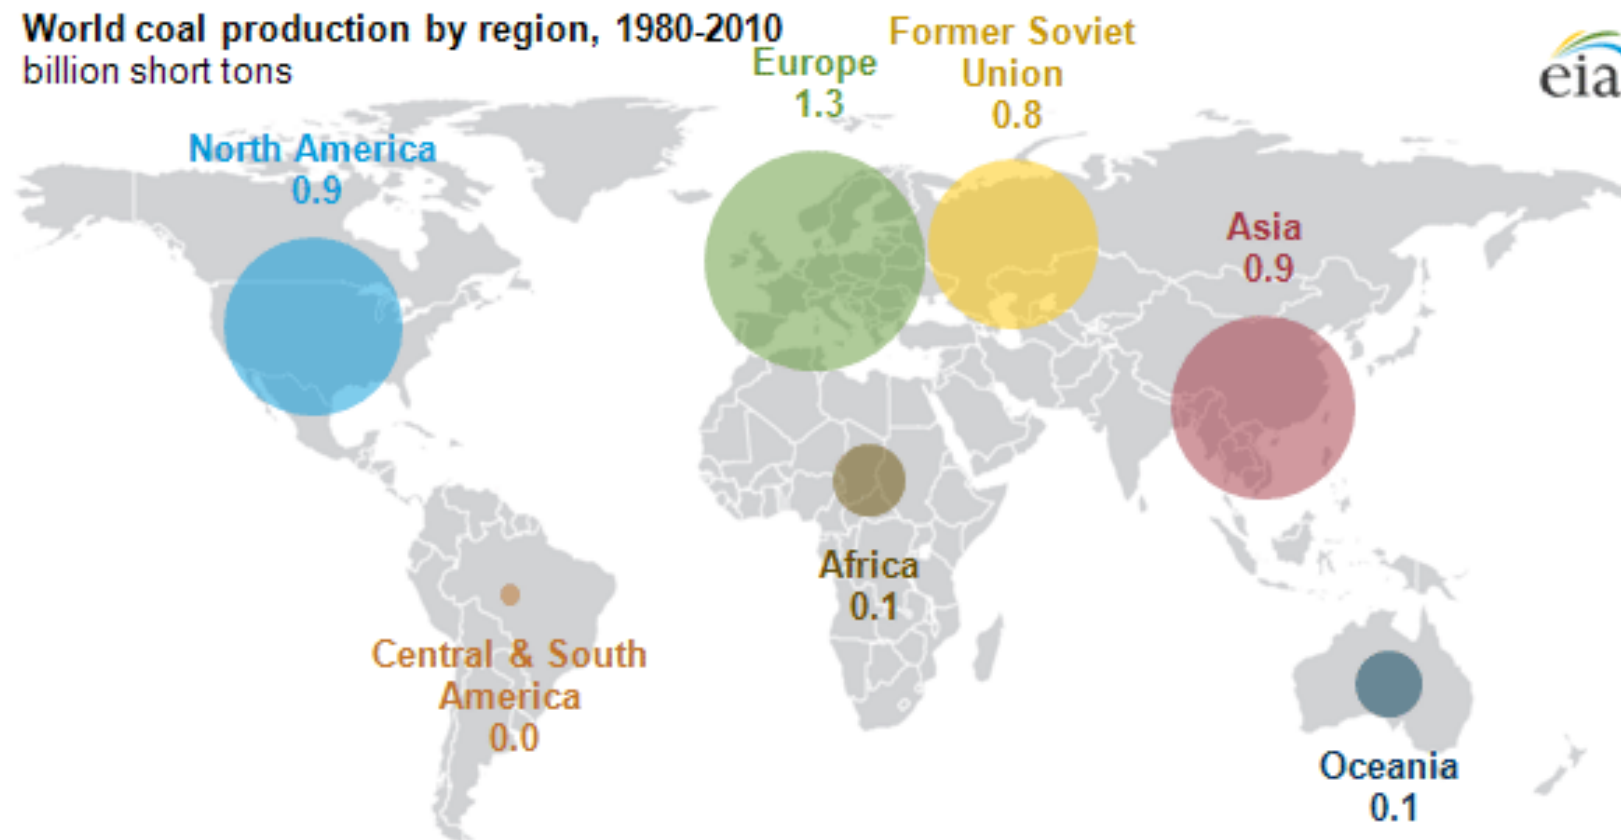 World coal production by region, 1980-2010
billion short tons
eia
Former Soviet
Union
0.8
Europe
1.3
North America
0.9
Asia
0.9
Africa
0.1
Central & South
America
0.0
Oceania
0.1